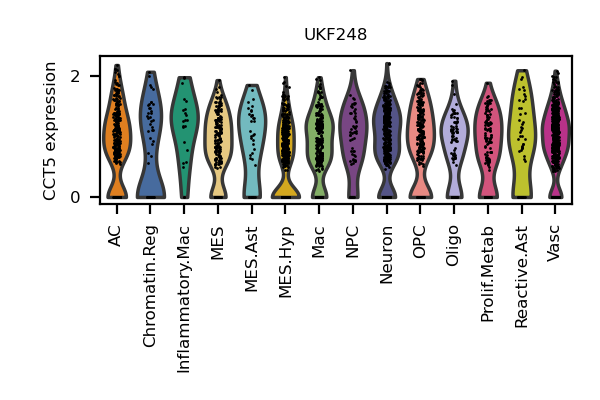 UKF248
CCT5 expression
2
0
AC
Chromatin.Reg
Inflammatory.Mac
MES
MES.Ast
MES.Hyp
Mac
NPC
Neuron
OPC
Oligo
Prolif.Metab
Reactive.Ast
Vasc